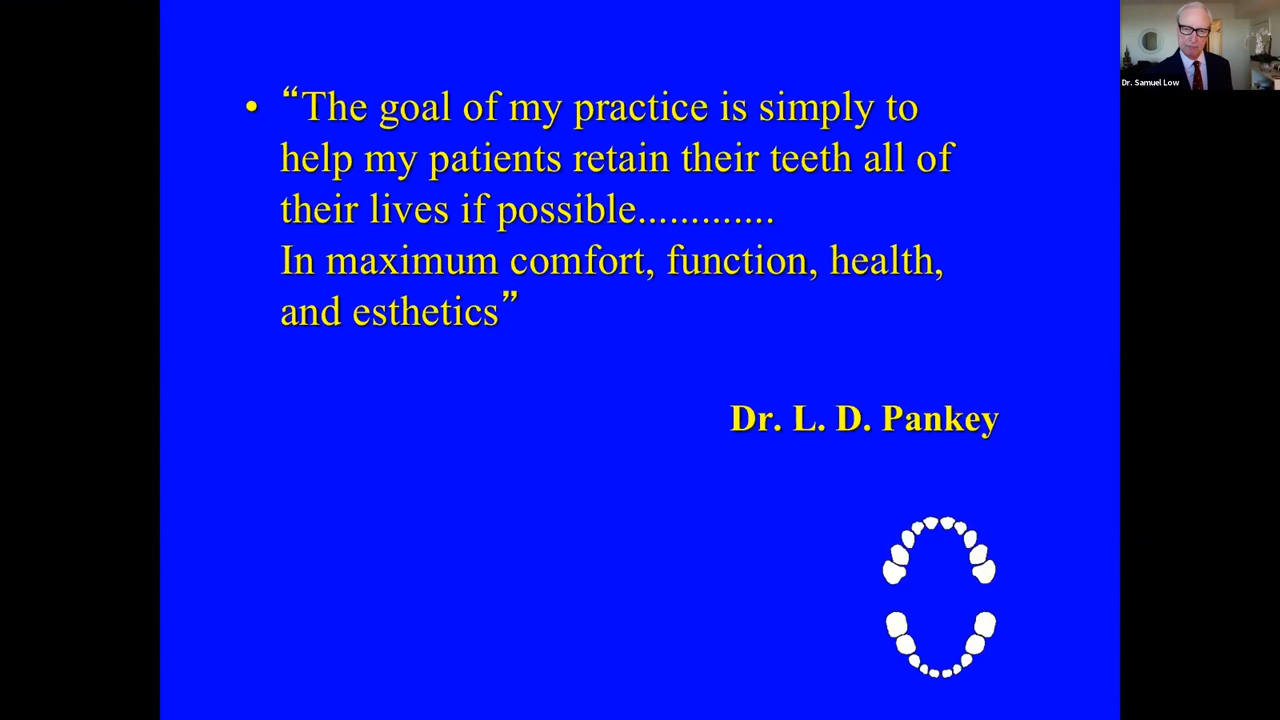 • “The goal of my practice is simply to
help my patients retain their teeth all of
their lives if possible.............
In maximum comfort, function, health,
and esthetics”
Dr. L. D. Pankey
Dr. Samuel Low